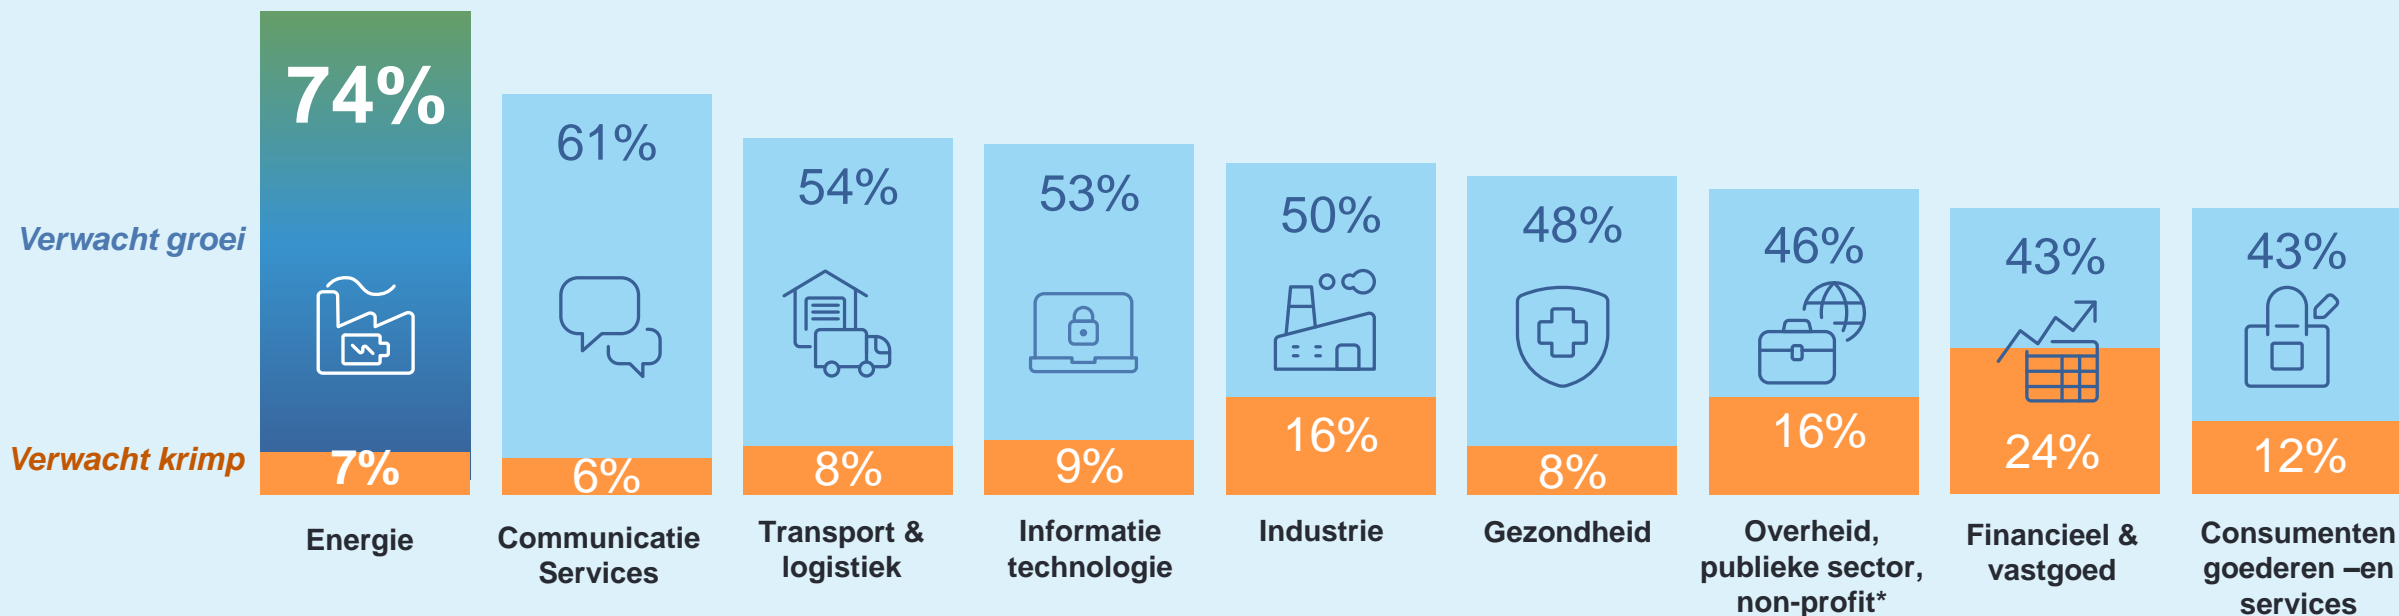 74%
61%
54%
53%
50%
48%
46%
43%
43%
Verwacht groei
Verwacht krimp
7%
6%
8%
9%
16%
8%
16%
24%
12%
Energie
Communicatie
Services
Transport &
logistiek
Informatie
technologie
Industrie
Gezondheid
Overheid,
publieke sector,
non-profit*
Financieel &
vastgoed
Consumenten
goederen –en
services